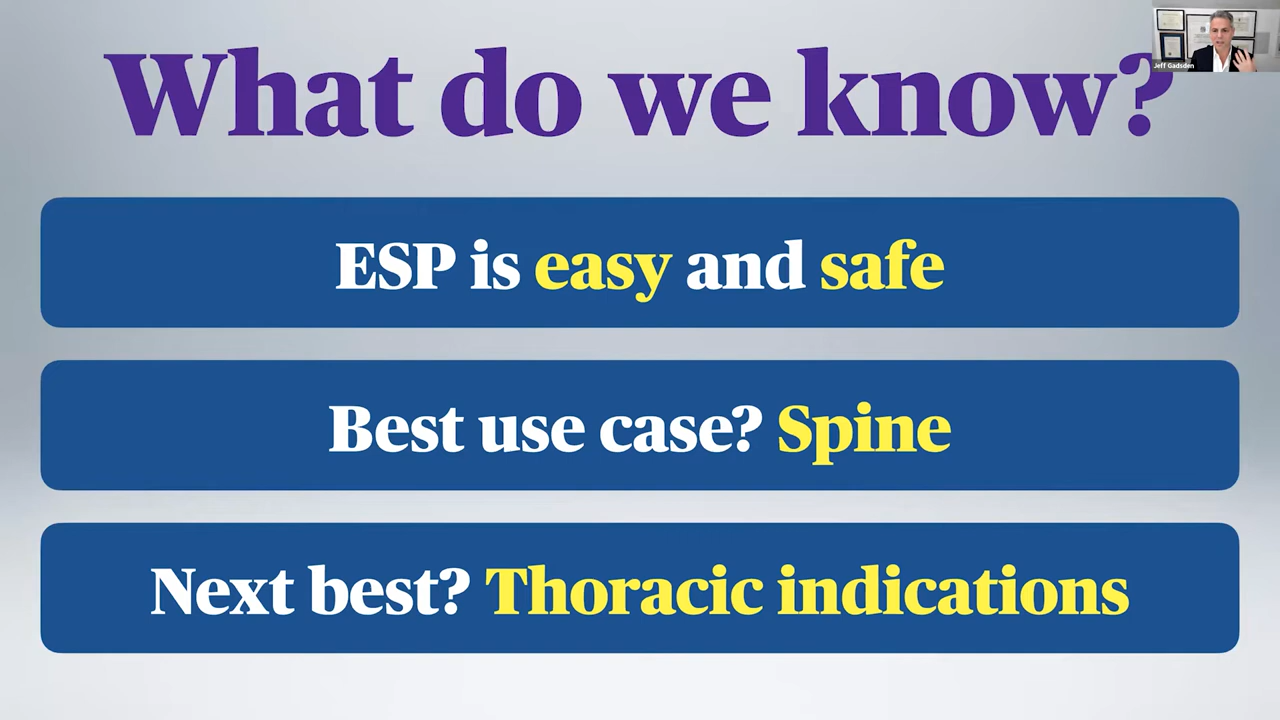 What do we know?
Jeff Gadsden
ESP is easy and safe
Best use case? Spine
Next best? Thoracic indications